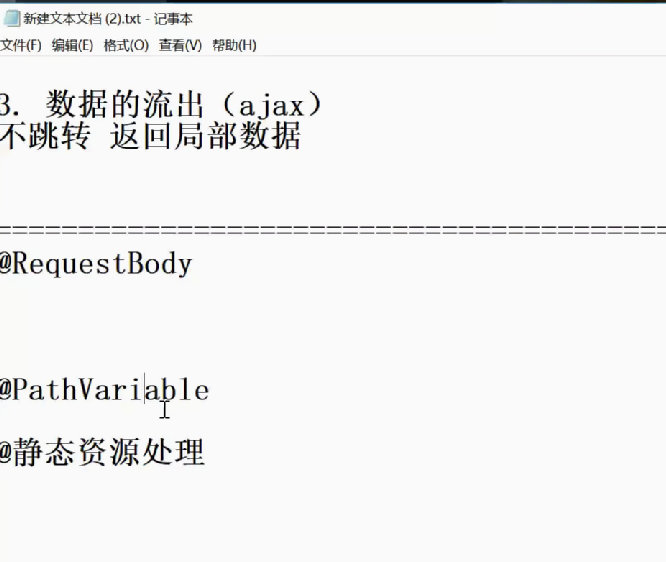 新建文本文档 (2).txt - 记事本
文件(F) 编辑(E) 格式(O) 查看(V) 帮助(H)
3. 数据的流出（ajax）
不跳转 返回局部数据
==========================================
@RequestBody
@PathVariable
@静态资源处理